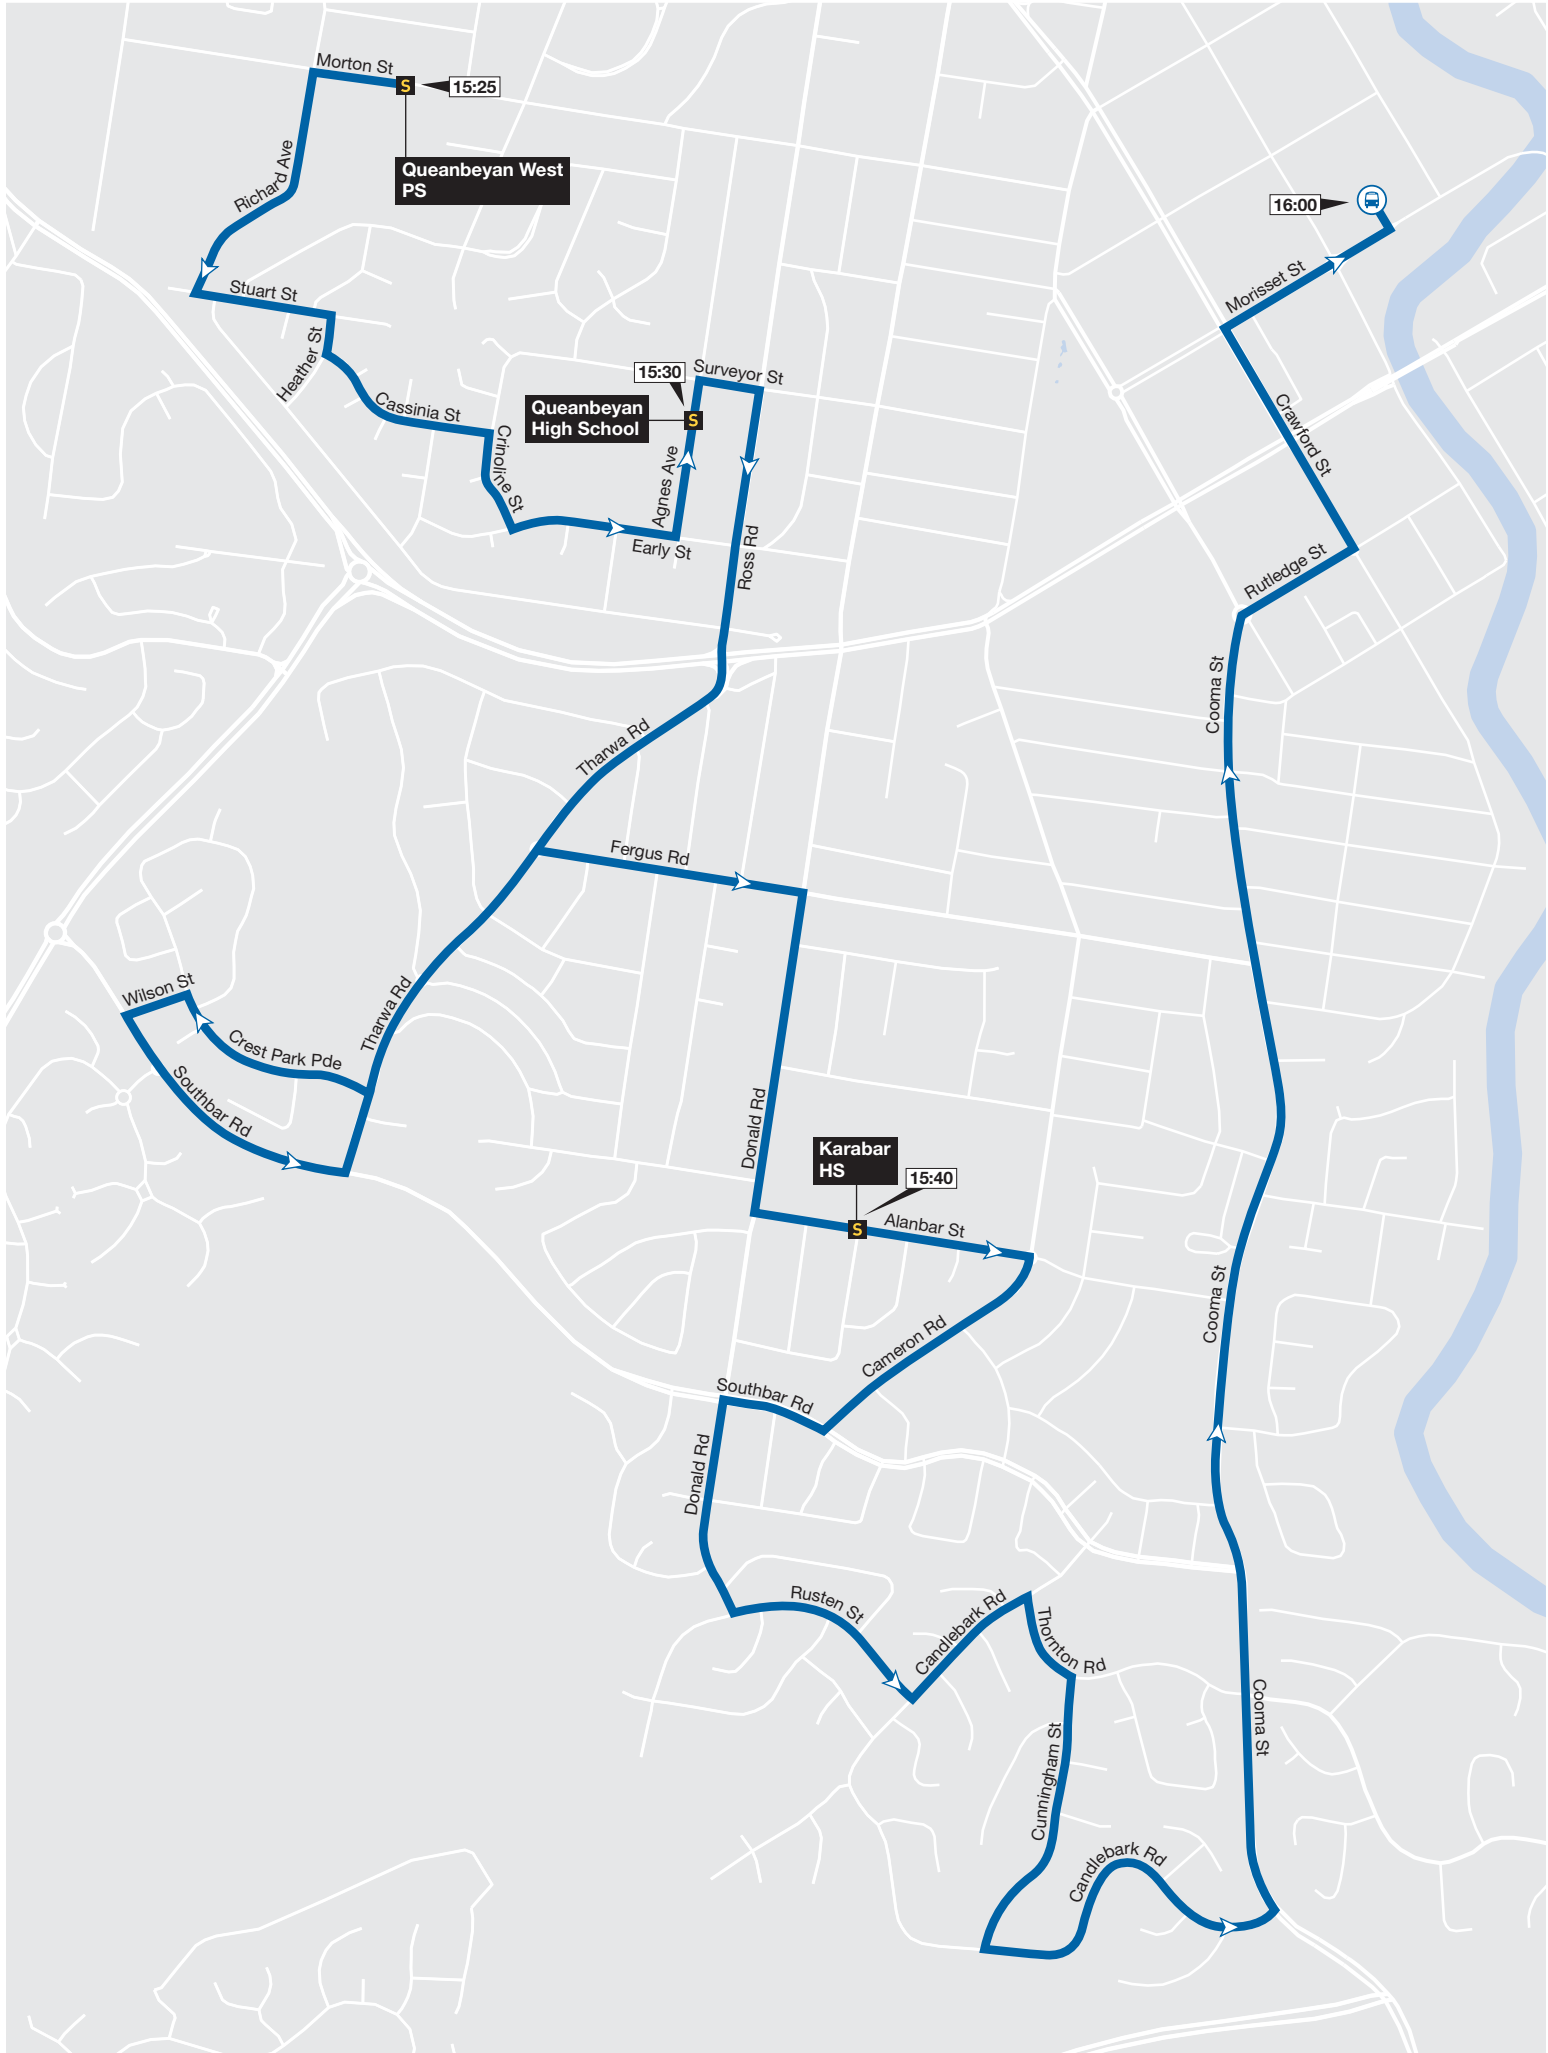 Morton St
S
15:25
Queanbeyan West
PS
Richard Ave
16:00
Morisset St
Stuart St
Heather St
Cassinia St
Crinoline St
15:30
Surveyor St
Queanbeyan
High School
S
Agnes Ave
Early St
Ross Rd
Crawford St
Rutledge St
Cooma St
Tharwa Rd
Fergus Rd
Wilson St
Crest Park Pde
Tharwa Rd
Southbar Rd
Donald Rd
Karabar
HS
15:40
S
Alanbar St
Cooma St
Cameron Rd
Southbar Rd
Donald Rd
Rusten St
Candlebark Rd
Thornton Rd
Cunningham St
Cooma St
Candlebark Rd